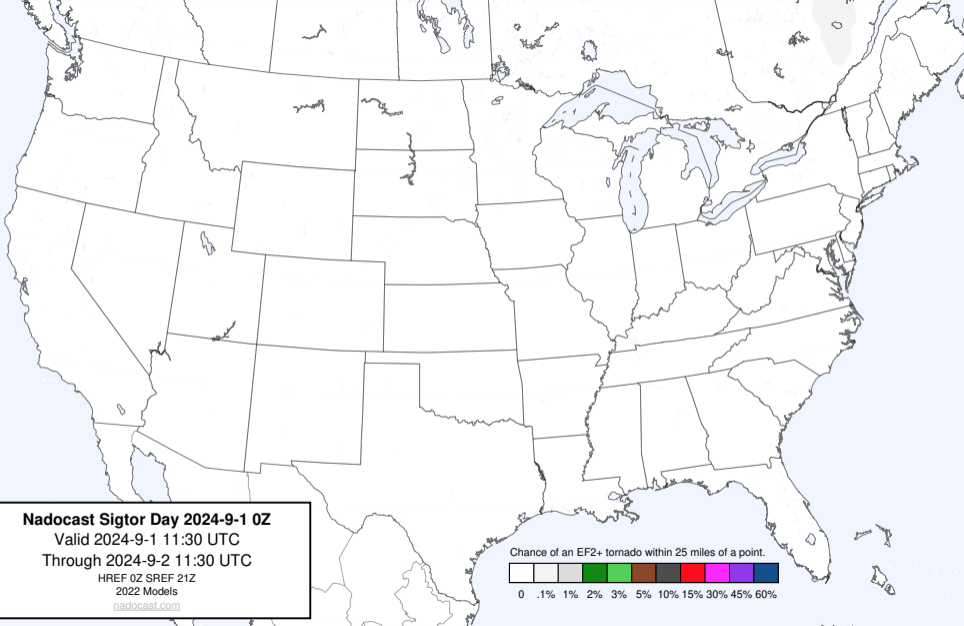 Nadocast Sigtor Day 2024-9-1 0Z
Valid 2024-9-1 11:30 UTC
Through 2024-9-2 11:30 UTC
HREF 0Z SREF 21Z
2022 Models
nadocast.com
Chance of an EF2+ tornado within 25 miles of a point.
0 .1% 1% 2% 3% 5% 10% 15% 30% 45% 60%